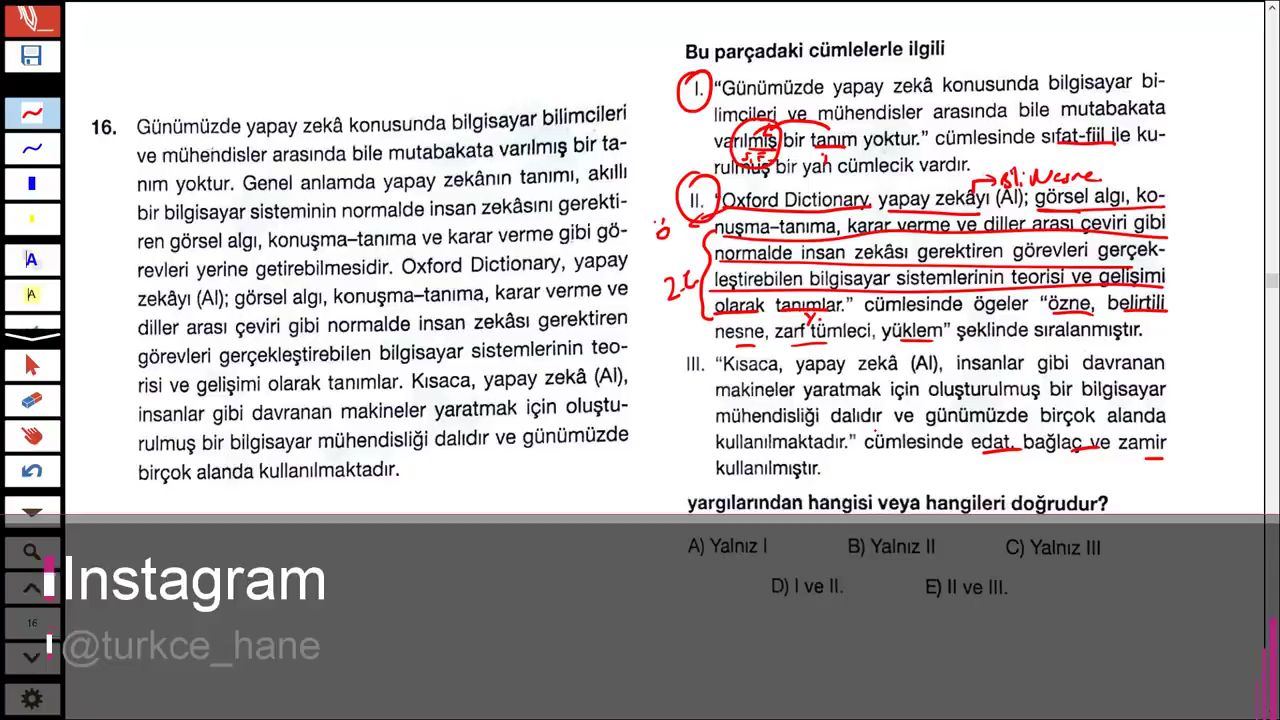 16. Günümüzde yapay zekâ konusunda bilgisayar bilimcileri
ve mühendisler arasında bile mutabakata varılmış bir ta-
nım yoktur. Genel anlamda yapay zekânın tanımı, akıllı
bir bilgisayar sisteminin normalde insan zekâsını gerekti-
ren görsel algı, konuşma–tanıma ve karar verme gibi gö-
revleri yerine getirebilmesidir. Oxford Dictionary, yapay
zekâyı (AI); görsel algı, konuşma–tanıma, karar verme ve
diller arası çeviri gibi normalde insan zekâsı gerektiren
görevleri gerçekleştirebilen bilgisayar sistemlerinin teo-
risi ve gelişimi olarak tanımlar. Kısaca, yapay zekâ (AI),
insanlar gibi davranan makineler yaratmak için oluştu-
rulmuş bir bilgisayar mühendisliği dalıdır ve günümüzde
birçok alanda kullanılmaktadır.
Bu parçadaki cümlelerle ilgili
I. “Günümüzde yapay zekâ konusunda bilgisayar bi-
limcileri ve mühendisler arasında bile mutabakata
varılmış bir tanım yoktur.” cümlesinde sıfat-fiil ile ku-
rulmuş bir yan cümlecik vardır.
S.F
i
Bli Nesne
II. “Oxford Dictionary, yapay zekâyı (AI); görsel algı, ko-
nuşma–tanıma, karar verme ve diller arası çeviri gibi
normalde insan zekâsı gerektiren görevleri gerçek-
leştirebilen bilgisayar sistemlerinin teorisi ve gelişimi
olarak tanımlar.” cümlesinde ögeler “özne, belirtili
nesne, zarf tümleci, yüklem” şeklinde sıralanmıştır.
Ö
Z.t
Y.
III. “Kısaca, yapay zekâ (AI), insanlar gibi davranan
makineler yaratmak için oluşturulmuş bir bilgisayar
mühendisliği dalıdır ve günümüzde birçok alanda
kullanılmaktadır.” cümlesinde edat, bağlaç ve zamir
kullanılmıştır.
yargılarından hangisi veya hangileri doğrudur?
A) Yalnız I B) Yalnız II C) Yalnız III
D) I ve II. E) II ve III.
A
A
16
Instagram
@turkce_hane